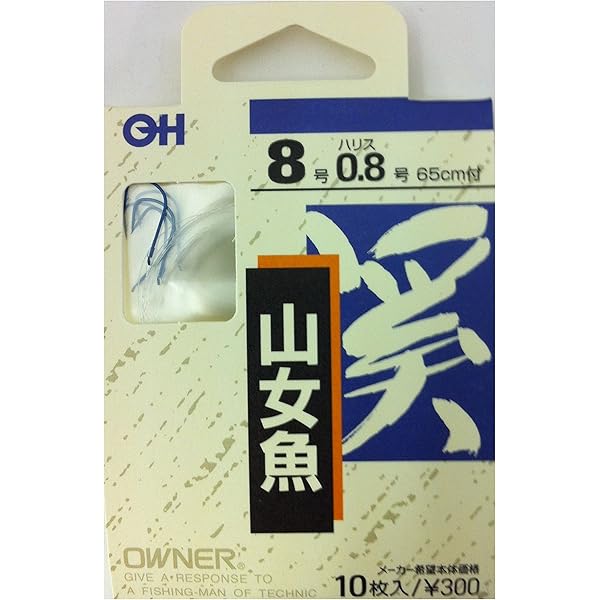 OH
ハリス
8号 0.8号 65cm付
渓
山女魚
OWNER®
GIVE A・RESPONSE TO
A FISHING-MAN OF TECHNIC
メーカー希望本体価格
10枚入/¥300